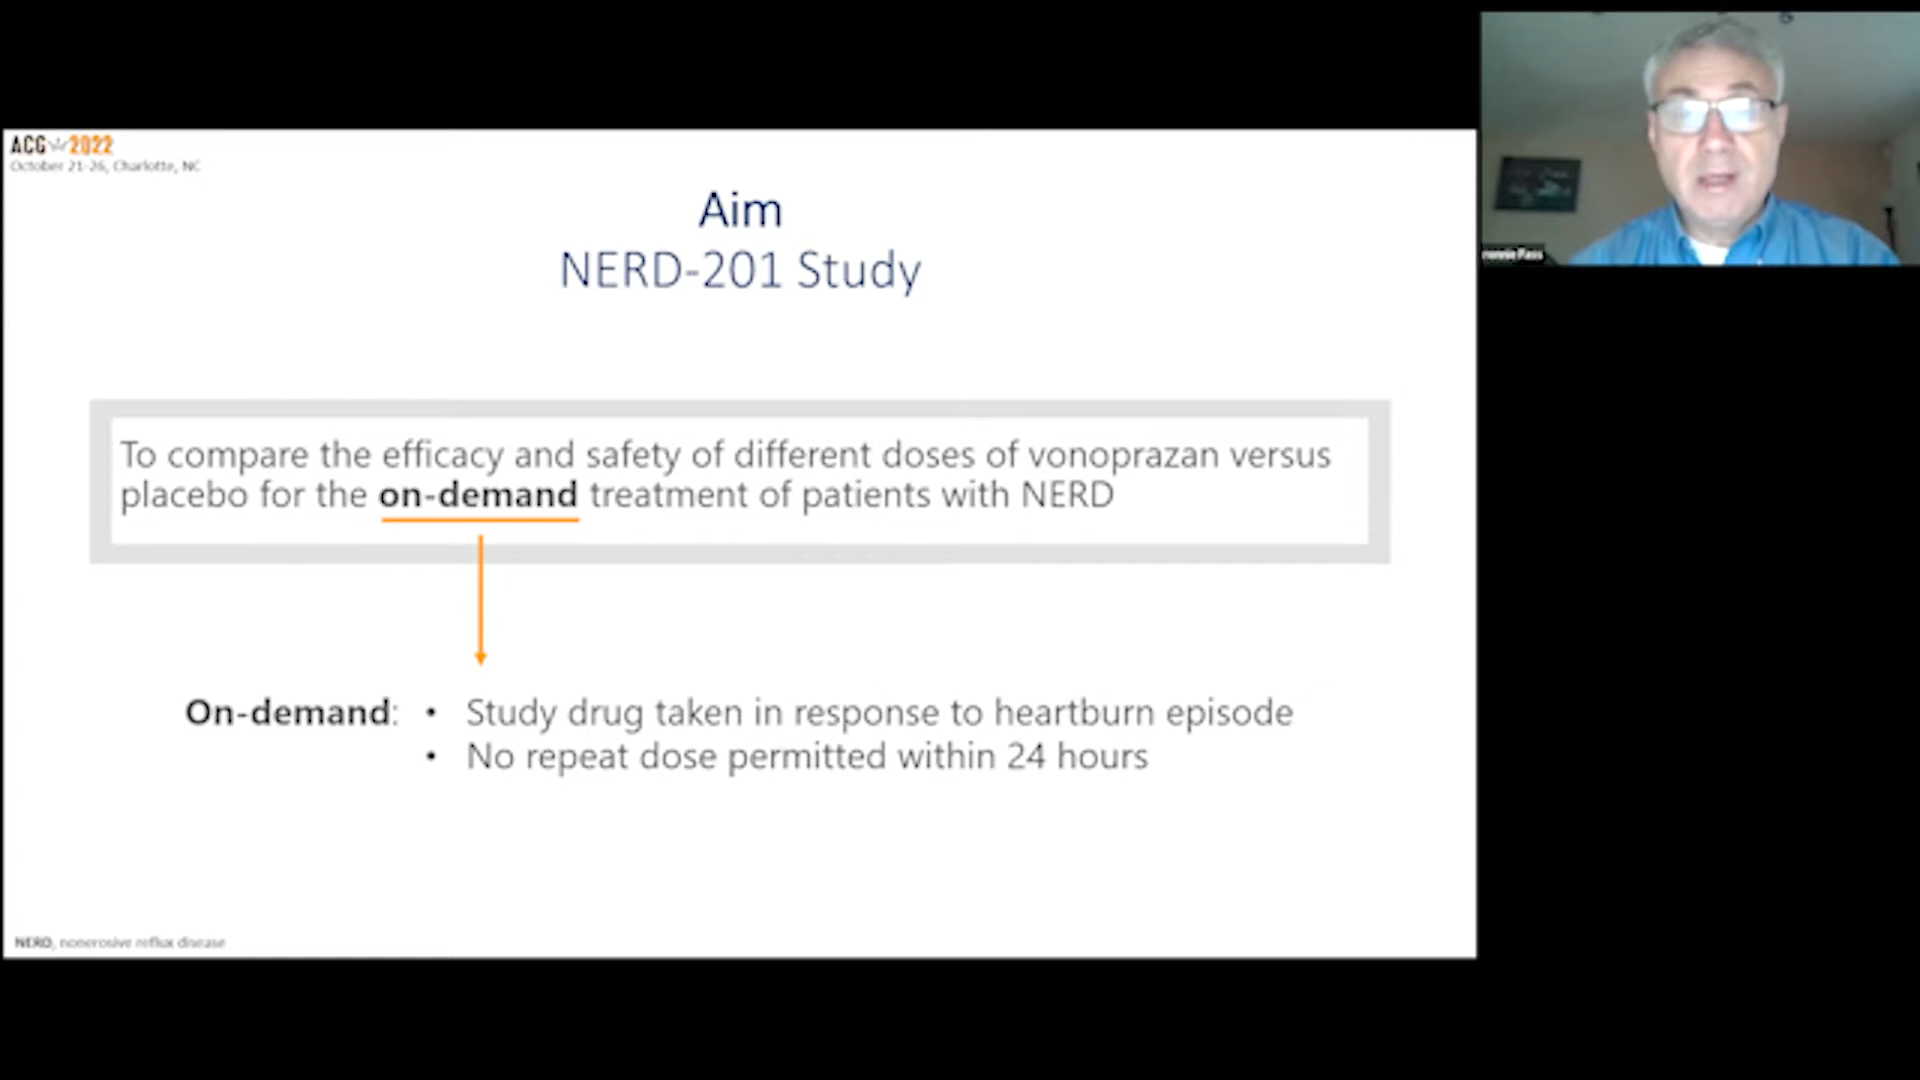 ACG 2022
October 21-26, Charlotte, NC
Aim
NERD-201 Study
To compare the efficacy and safety of different doses of vonoprazan versus
placebo for the on-demand treatment of patients with NERD
On-demand: • Study drug taken in response to heartburn episode
• No repeat dose permitted within 24 hours
NERD, nonerosive reflux disease
ronnie Fass